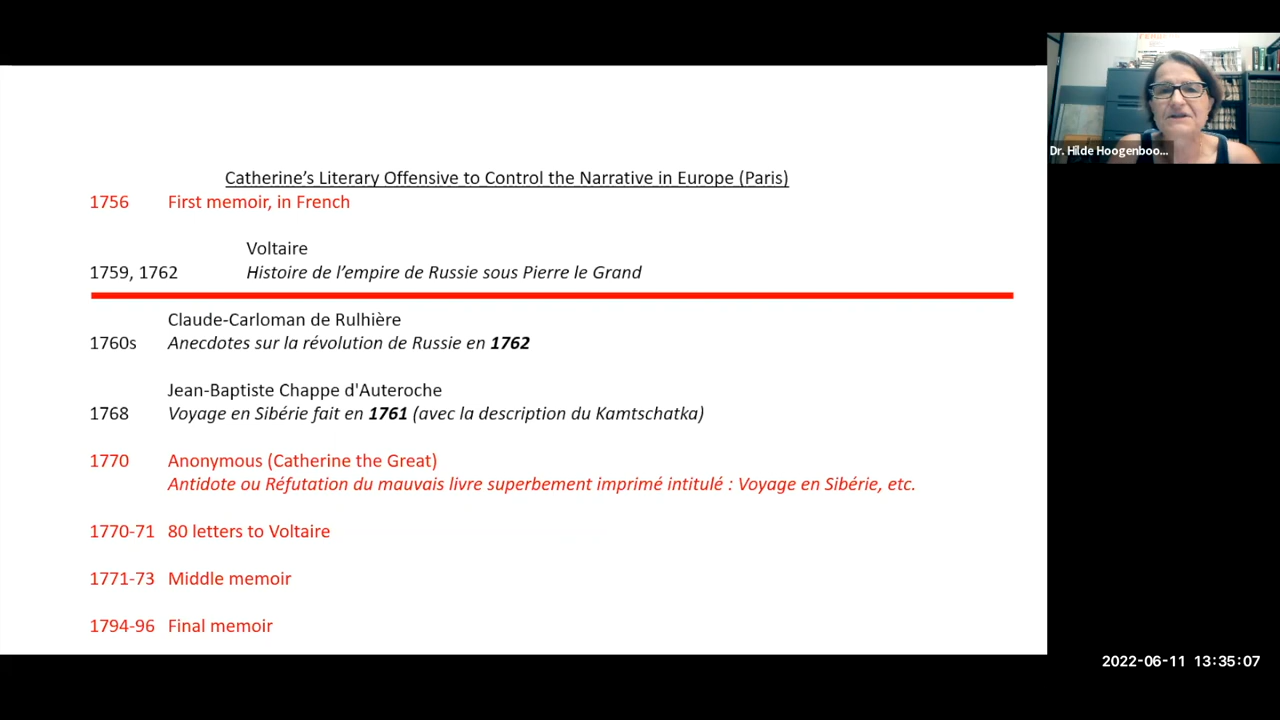 Catherine’s Literary Offensive to Control the Narrative in Europe (Paris)
1756 First memoir, in French
Voltaire
1759, 1762 Histoire de l’empire de Russie sous Pierre le Grand
Claude-Carloman de Rulhière
1760s Anecdotes sur la révolution de Russie en 1762
Jean-Baptiste Chappe d'Auteroche
1768 Voyage en Sibérie fait en 1761 (avec la description du Kamtschatka)
1770 Anonymous (Catherine the Great)
Antidote ou Réfutation du mauvais livre superbement imprimé intitulé : Voyage en Sibérie, etc.
1770-71 80 letters to Voltaire
1771-73 Middle memoir
1794-96 Final memoir
Dr. Hilde Hoogenboo...
2022-06-11 13:35:07